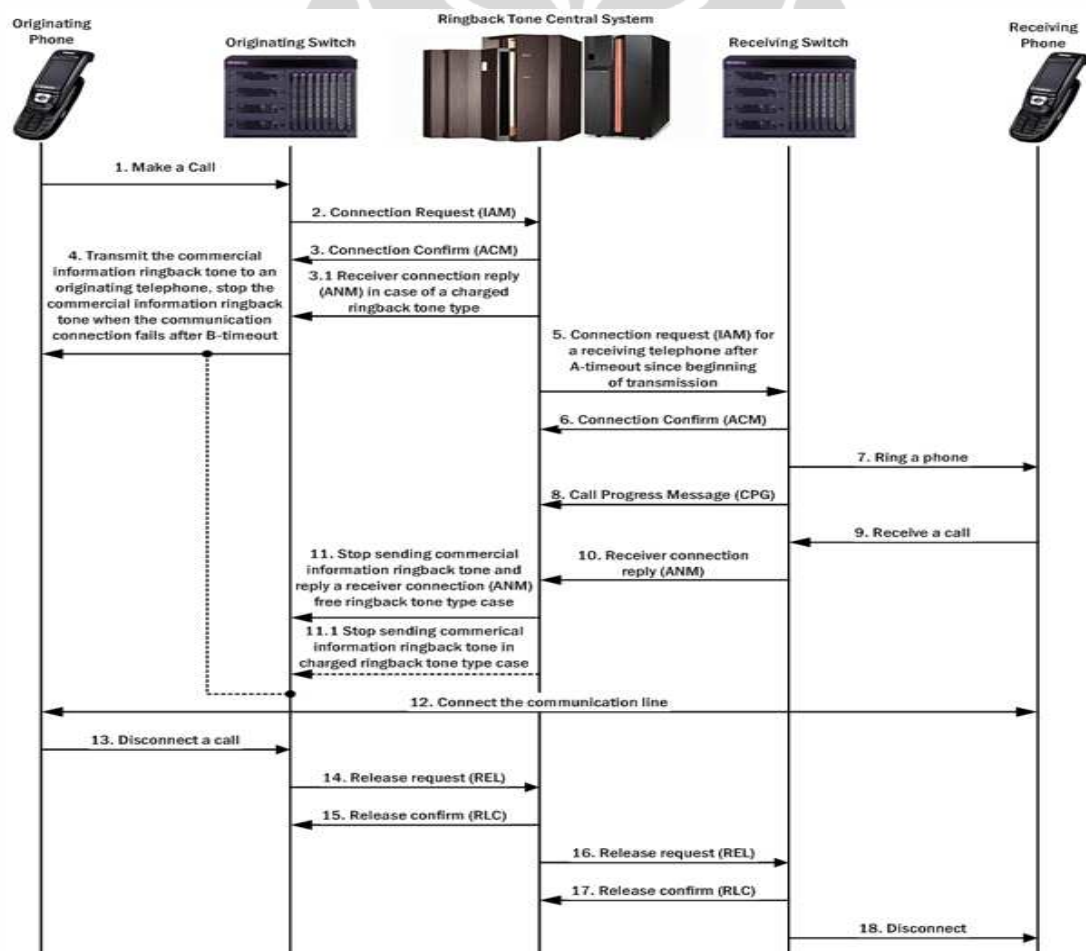 Originating
Phone
Originating Switch
Ringback Tone Central System
Receiving Switch
Receiving
Phone
1. Make a Call
2. Connection Request (IAM)
3. Connection Confirm (ACM)
3.1 Receiver connection reply
(ANM) in case of a charged
ringback tone type
4. Transmit the commercial
information ringback tone to an
originating telephone, stop the
commercial information ringback
tone when the communication
connection fails after B-timeout
5. Connection request (IAM) for
a receiving telephone after
A-timeout since beginning
of transmission
6. Connection Confirm (ACM)
7. Ring a phone
8. Call Progress Message (CPG)
9. Receive a call
10. Receiver connection
reply (ANM)
11. Stop sending commercial
information ringback tone and
reply a receiver connection (ANM)
free ringback tone type case
11.1 Stop sending commerical
information ringback tone in
charged ringback tone type case
12. Connect the communication line
13. Disconnect a call
14. Release request (REL)
15. Release confirm (RLC)
16. Release request (REL)
17. Release confirm (RLC)
18. Disconnect